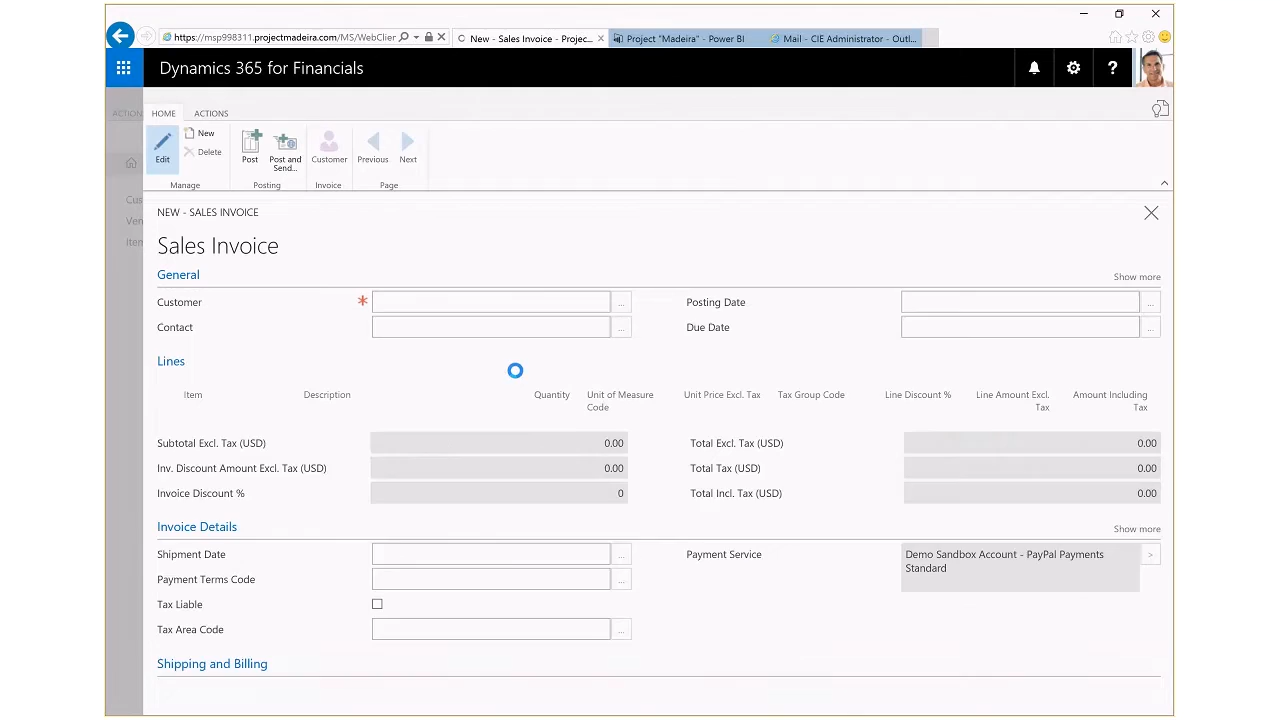 https://msp998311.projectmadeira.com/MS/WebClien
New - Sales Invoice - Projec...
Project "Madeira" - Power BI
Mail - CIE Administrator - Outl...
Dynamics 365 for Financials
ACTION
HOME
ACTIONS
Edit
New
Delete
Post
Post and Send...
Customer
Previous
Next
Manage
Posting
Invoice
Page
Cus
Ven
Item
NEW - SALES INVOICE
Sales Invoice
General
Show more
Customer
*
...
Posting Date
...
Contact
...
Due Date
...
Lines
Item
Description
Quantity
Unit of Measure Code
Unit Price Excl. Tax
Tax Group Code
Line Discount %
Line Amount Excl. Tax
Amount Including Tax
Subtotal Excl. Tax (USD) 0.00
Total Excl. Tax (USD) 0.00
Inv. Discount Amount Excl. Tax (USD) 0.00
Total Tax (USD) 0.00
Invoice Discount % 0
Total Incl. Tax (USD) 0.00
Invoice Details
Show more
Shipment Date
...
Payment Service
Demo Sandbox Account - PayPal Payments
Standard
>
Payment Terms Code
...
Tax Liable
Tax Area Code
...
Shipping and Billing